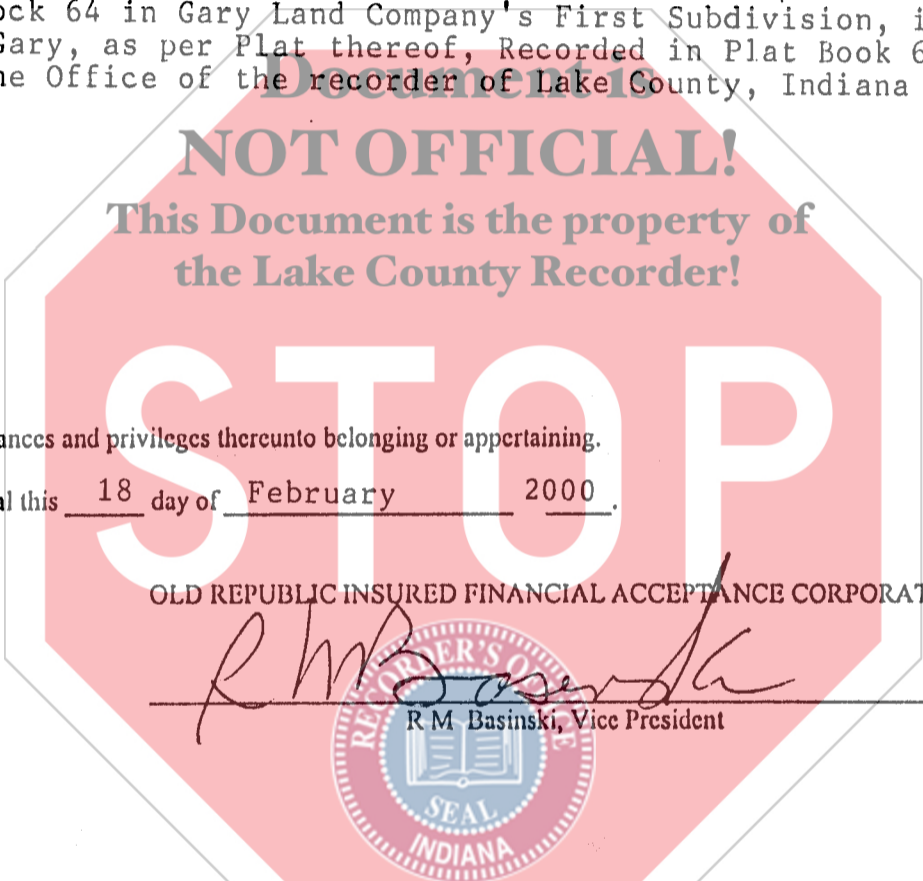 ock 64 in Gary Land Company's First Subdivision, i
Gary, as per Plat thereof, Recorded in Plat Book 6
ne Office of the recorder of Lake County, Indiana
Document is
NOT OFFICIAL!
This Document is the property of
the Lake County Recorder!
STOP
ances and privileges thereunto belonging or appertaining.
al this 18 day of February 2000.
OLD REPUBLIC INSURED FINANCIAL ACCEPTANCE CORPORAT
R M Basinski
R M Basinski, Vice President
RECORDER'S OFFICE
SEAL
INDIANA